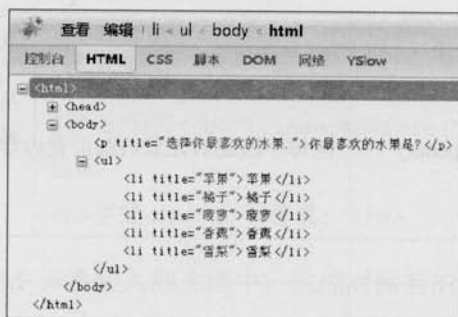 查看 编辑 | li < ul < body < html
控制台 HTML CSS 脚本 DOM 网络 YSlow
<html>
<head>
<body>
<p title="选择你最喜欢的水果.">你最喜欢的水果是?</p>
<ul>
<li title="苹果">苹果</li>
<li title="橘子">橘子</li>
<li title="菠萝">菠萝</li>
<li title="香蕉">香蕉</li>
<li title="雪梨">雪梨</li>
</ul>
</body>
</html>